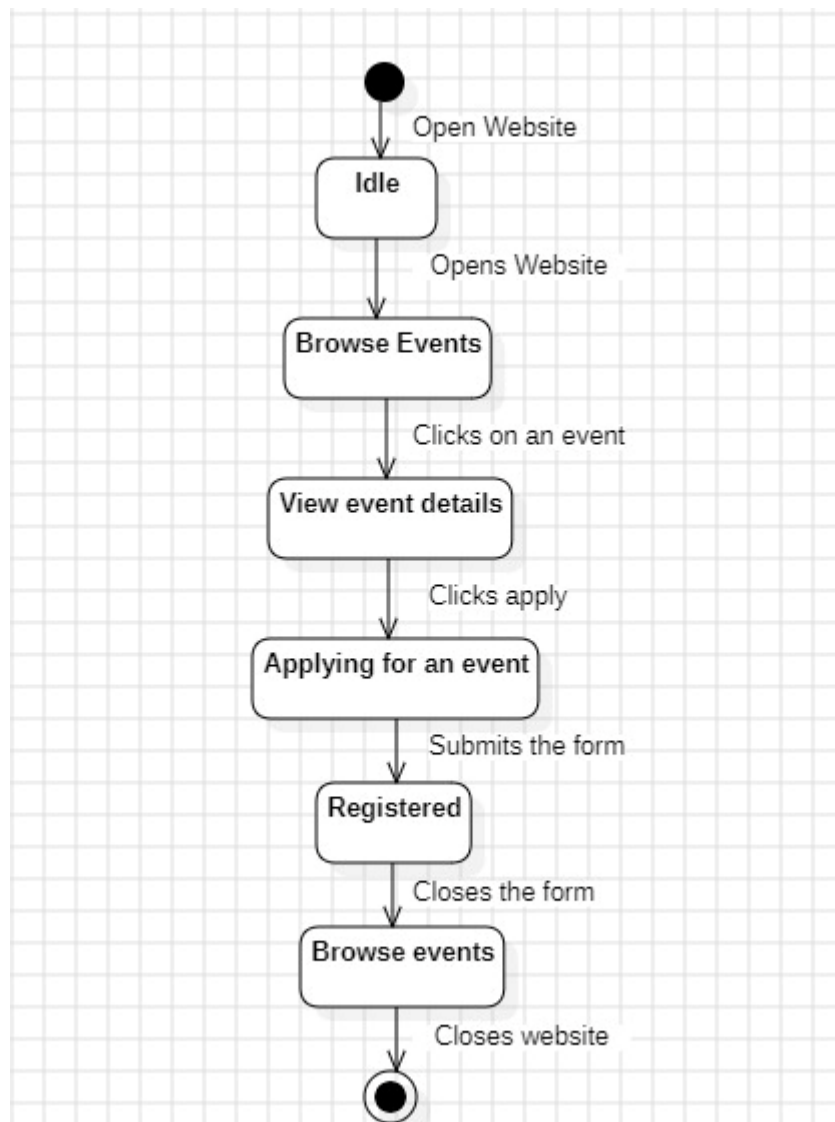 Open Website
Idle
Opens Website
Browse Events
Clicks on an event
View event details
Clicks apply
Applying for an event
Submits the form
Registered
Closes the form
Browse events
Closes website